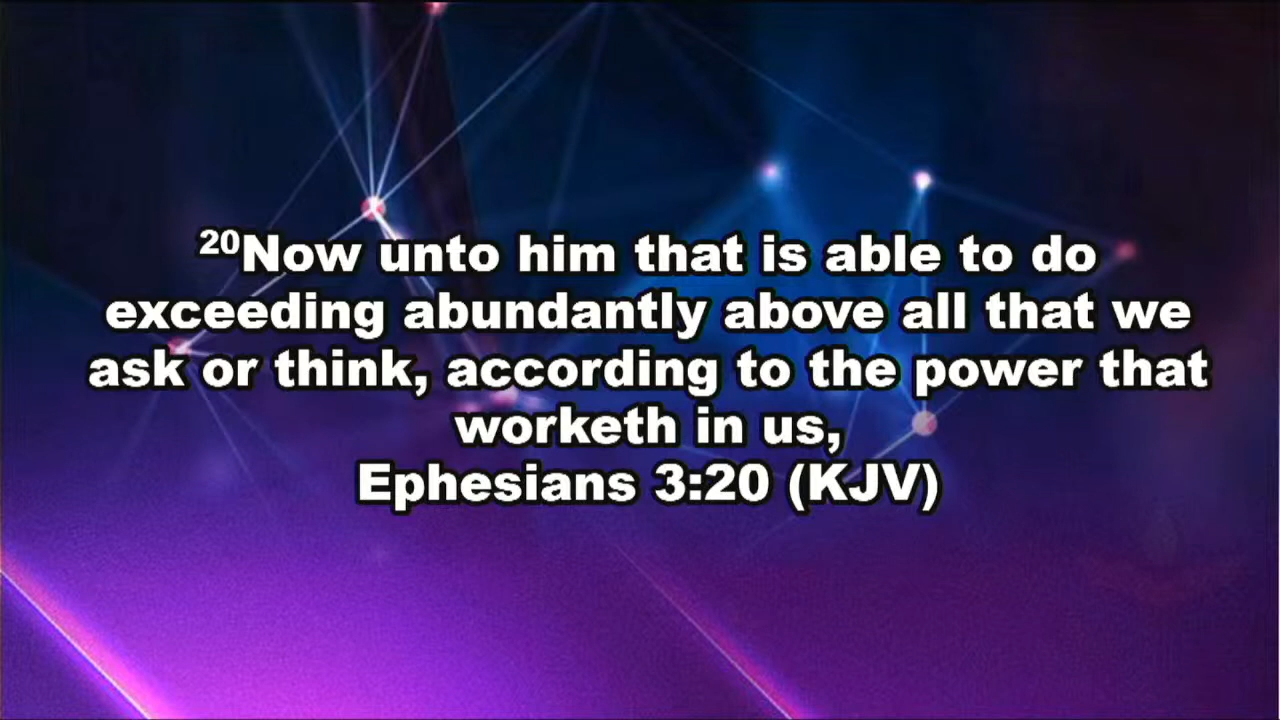 ²⁰Now unto him that is able to do
exceeding abundantly above all that we
ask or think, according to the power that
worketh in us,
Ephesians 3:20 (KJV)